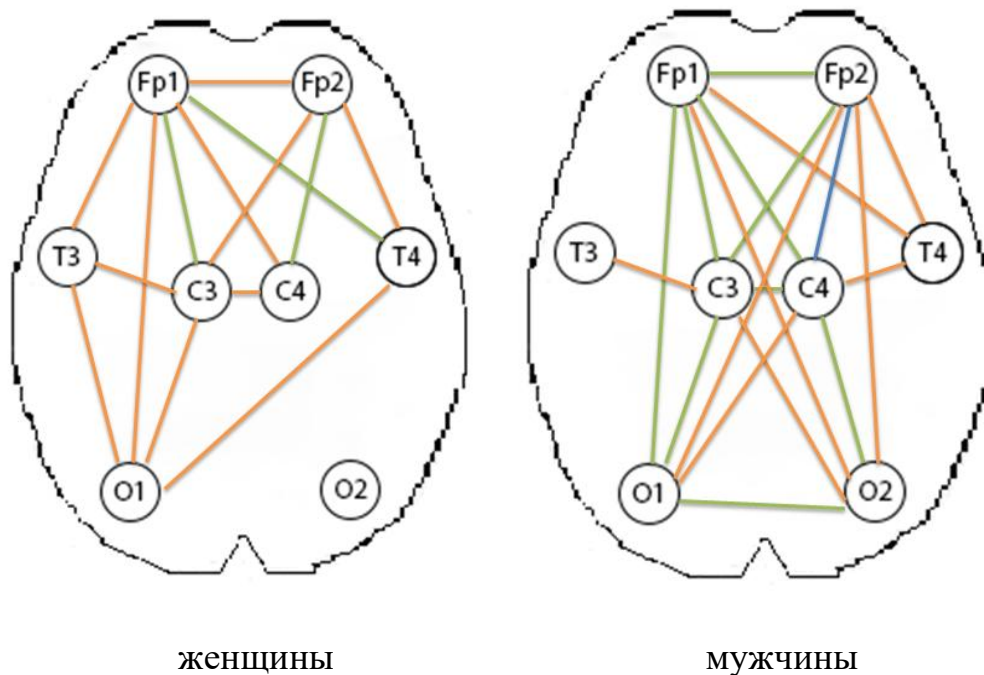 Fp1 Fp2 Fp1 Fp2
T3 T4 T3 T4
C3 C4 C3 C4
O1 O2 O1 O2
женщины мужчины